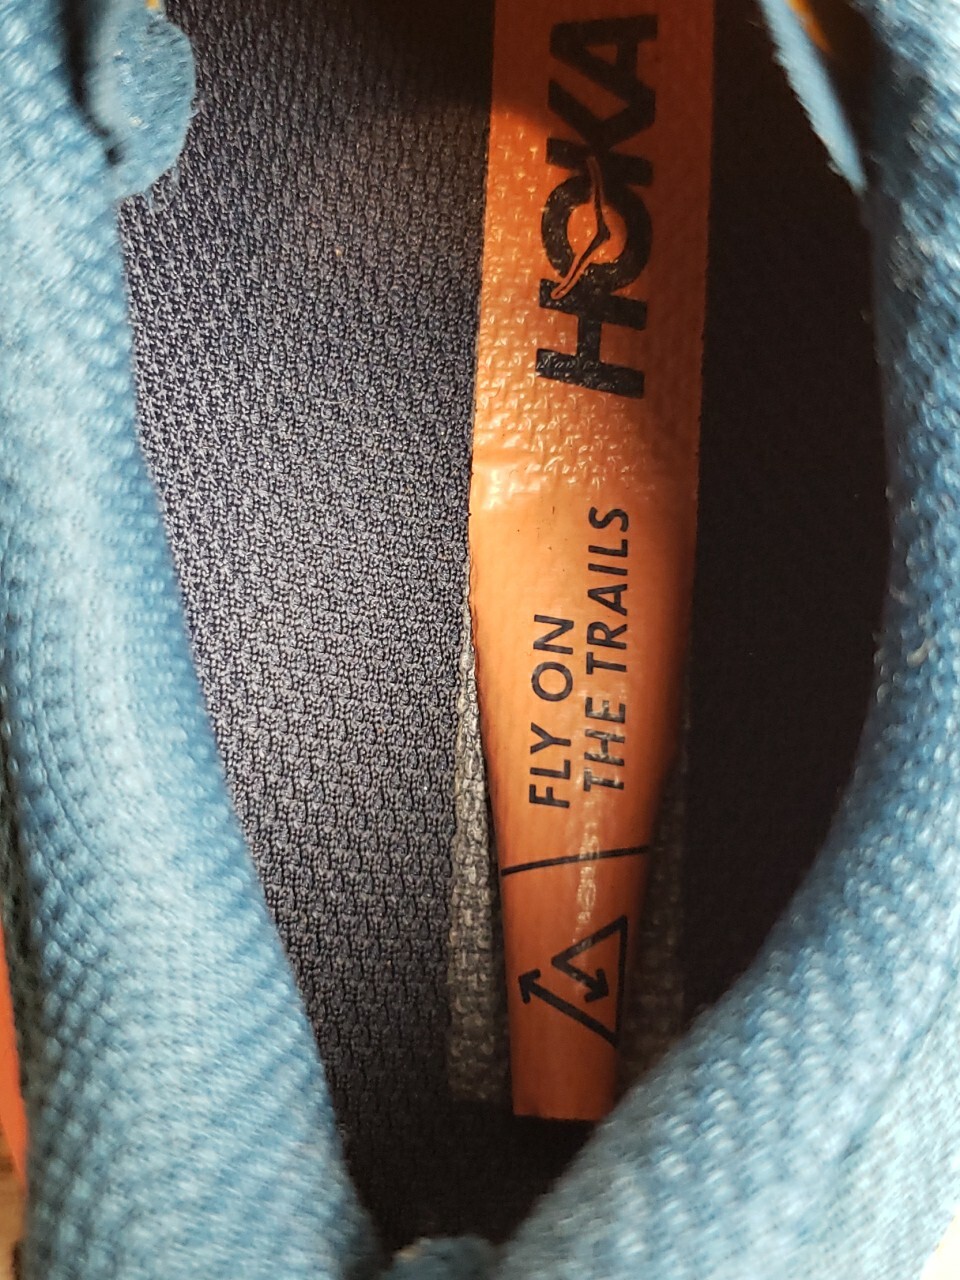 HOKA
FLY ON
THE TRAILS